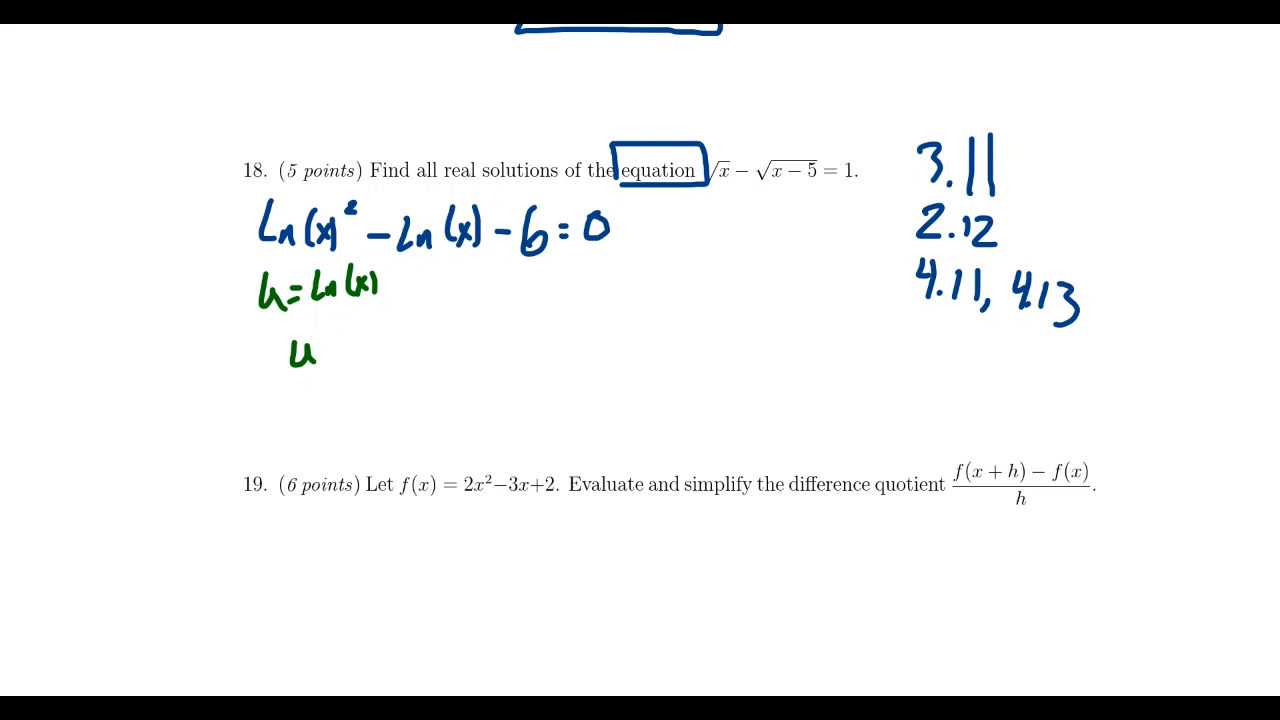 18. (5 points) Find all real solutions of the equation √x − √(x − 5) = 1.
3.11
Ln(x)² - Ln(x) - 6 = 0
2.12
u = Ln(x)
4.11, 4.13
u
19. (6 points) Let f(x) = 2x²−3x+2. Evaluate and simplify the difference quotient (f(x + h) − f(x))/h.